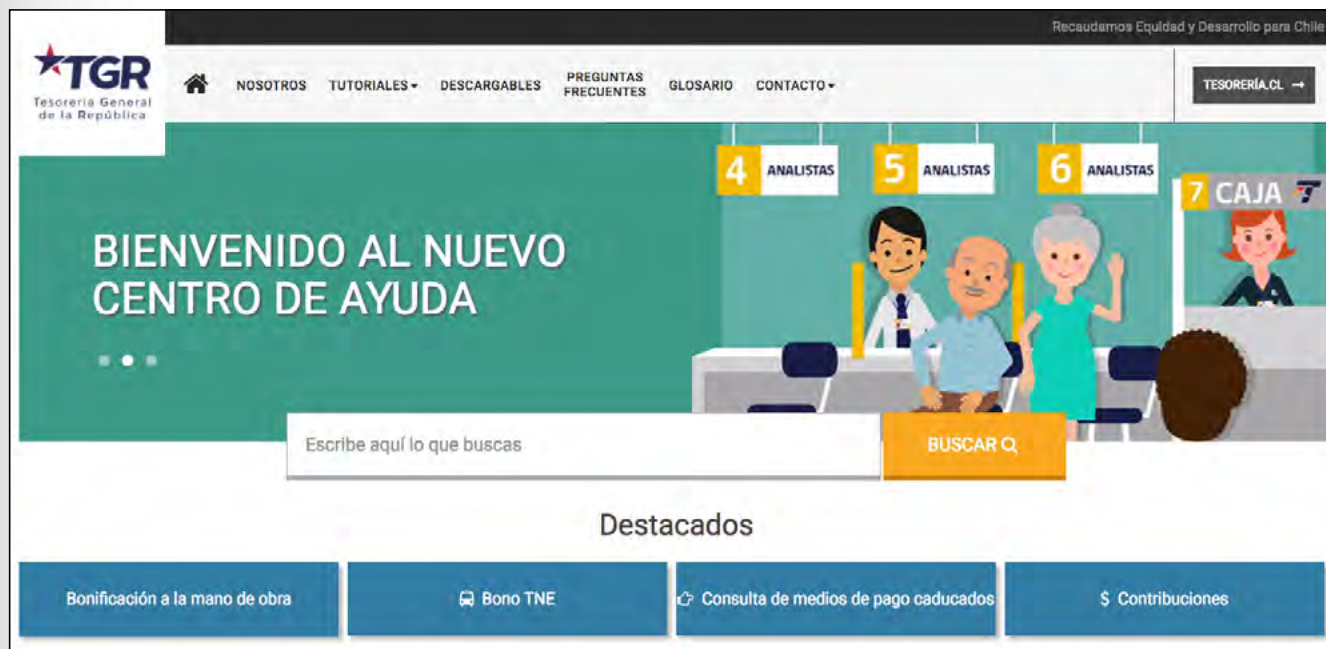 Recaudamos Equidad y Desarrollo para Chile
TGR
Tesorería General
de la República
NOSOTROS
TUTORIALES
DESCARGABLES
PREGUNTAS
FRECUENTES
GLOSARIO
CONTACTO
TESORERÍA.CL →
4 ANALISTAS
5 ANALISTAS
6 ANALISTAS
7 CAJA
BIENVENIDO AL NUEVO
CENTRO DE AYUDA
Escribe aquí lo que buscas
BUSCAR
Destacados
Bonificación a la mano de obra
Bono TNE
Consulta de medios de pago caducados
$ Contribuciones